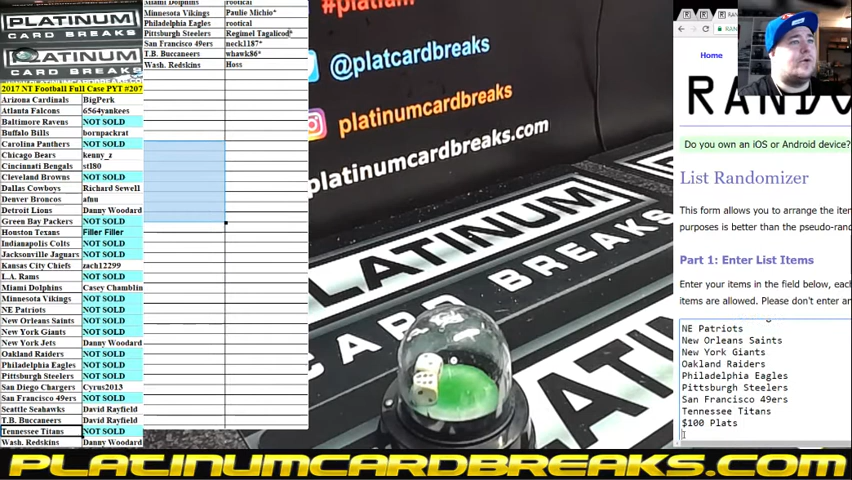 PLATINUM
CARD BREAKS
PLATINUM
CARD BREAKS
2017 NT Football Full Case PYT #207
Arizona Cardinals BigPerk
Atlanta Falcons 6564yankees
Baltimore Ravens NOT SOLD
Buffalo Bills bornpackrat
Carolina Panthers NOT SOLD
Chicago Bears kenny_z
Cincinnati Bengals stl80
Cleveland Browns NOT SOLD
Dallas Cowboys Richard Sewell
Denver Broncos afnu
Detroit Lions Danny Woodard
Green Bay Packers NOT SOLD
Houston Texans Filler Filler
Indianapolis Colts NOT SOLD
Jacksonville Jaguars NOT SOLD
Kansas City Chiefs zach12299
L.A. Rams NOT SOLD
Miami Dolphins Casey Chamblin
Minnesota Vikings NOT SOLD
NE Patriots NOT SOLD
New Orleans Saints NOT SOLD
New York Giants NOT SOLD
New York Jets Danny Woodard
Oakland Raiders NOT SOLD
Philadelphia Eagles NOT SOLD
Pittsburgh Steelers NOT SOLD
San Diego Chargers Cyrus2013
San Francisco 49ers NOT SOLD
Seattle Seahawks David Rayfield
T.B. Buccaneers David Rayfield
Tennessee Titans NOT SOLD
Wash. Redskins Danny Woodard
Miami Dolphins rootical
Minnesota Vikings Paulie Michio*
Philadelphia Eagles rootical
Pittsburgh Steelers Regimel Tagalicod*
San Francisco 49ers neck1187*
T.B. Buccaneers whawk86*
Wash. Redskins Hoss
@platcardbreaks
platinumcardbreaks
platinumcardbreaks.com
PLATINUM
CARD BREAKS
Home
RANDO
Do you own an iOS or Android device?
List Randomizer
This form allows you to arrange the iter
purposes is better than the pseudo-rand
Part 1: Enter List Items
Enter your items in the field below, each
items are allowed. Please don't enter an
NE Patriots
New Orleans Saints
New York Giants
Oakland Raiders
Philadelphia Eagles
Pittsburgh Steelers
San Francisco 49ers
Tennessee Titans
$100 Plats
PLATINUMCARDBREAKS.COM